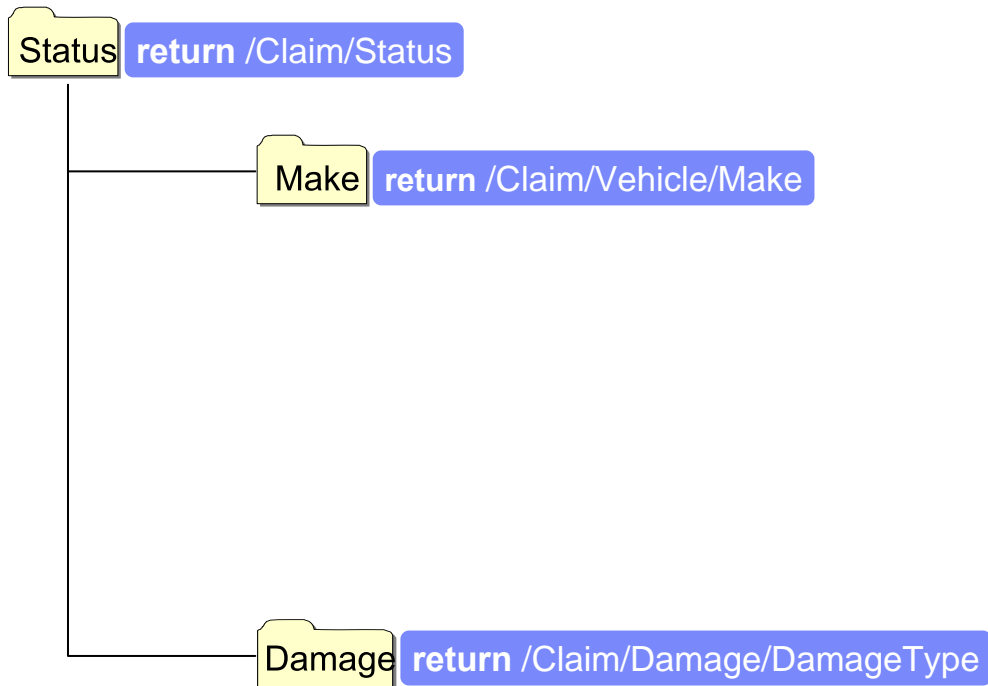 Status return /Claim/Status
Make return /Claim/Vehicle/Make
Damage return /Claim/Damage/DamageType